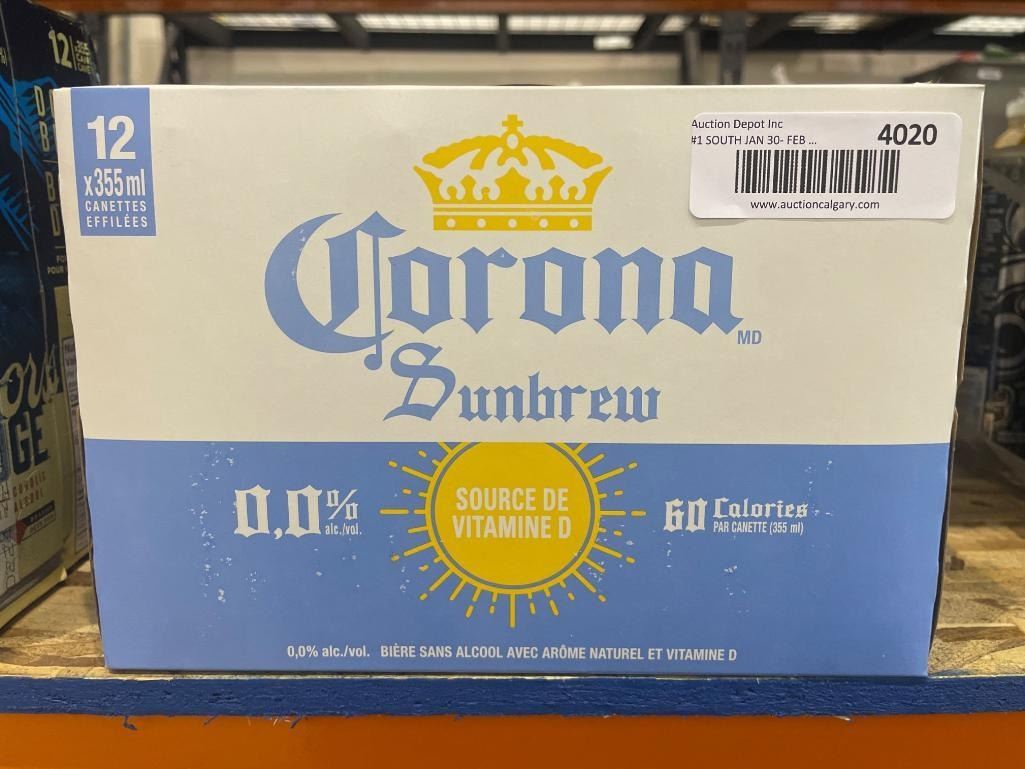 12
x355ml
CANETTES
EFFILÉES
Auction Depot Inc
4020
#1 SOUTH JAN 30- FEB ...
www.auctioncalgary.com
Corona
MD
Sunbrew
0,0%
alc./vol.
SOURCE DE
VITAMINE D
60 Calories
PAR CANETTE (355 ml)
0,0% alc./vol. BIÈRE SANS ALCOOL AVEC ARÔME NATUREL ET VITAMINE D
12
GE